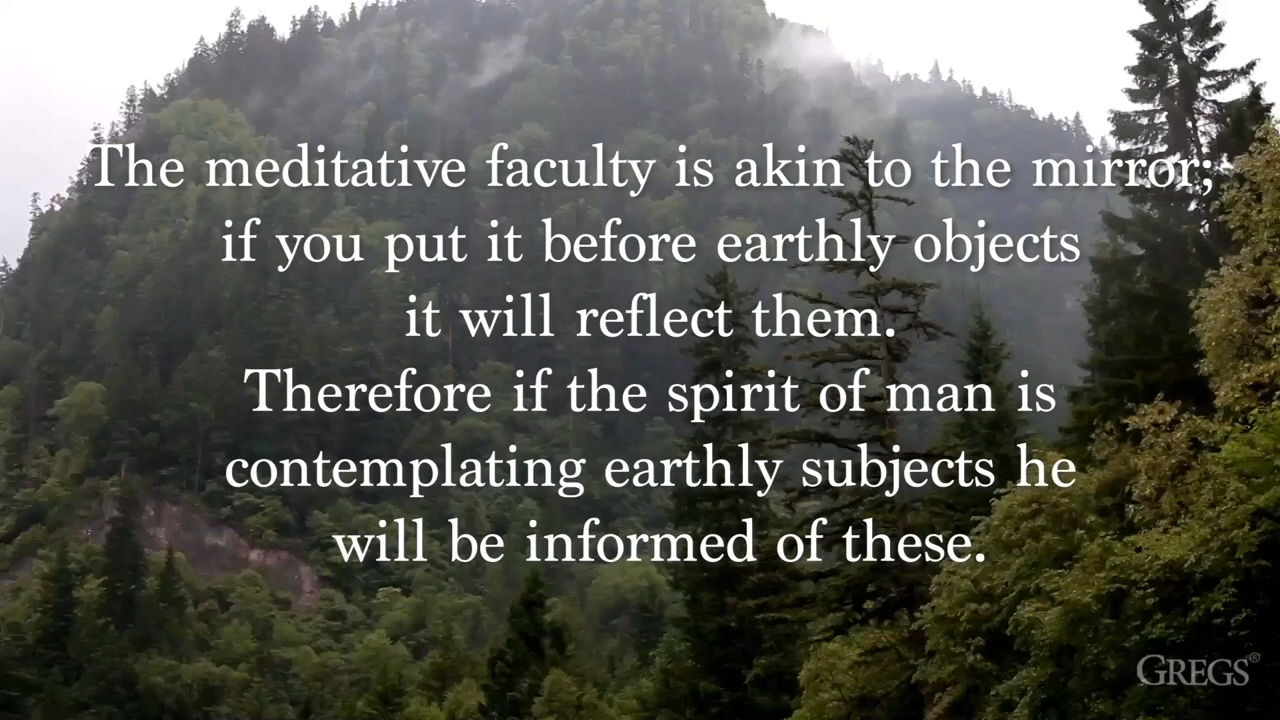 The meditative faculty is akin to the mirror;
if you put it before earthly objects
it will reflect them.
Therefore if the spirit of man is
contemplating earthly subjects he
will be informed of these.
GREGS®